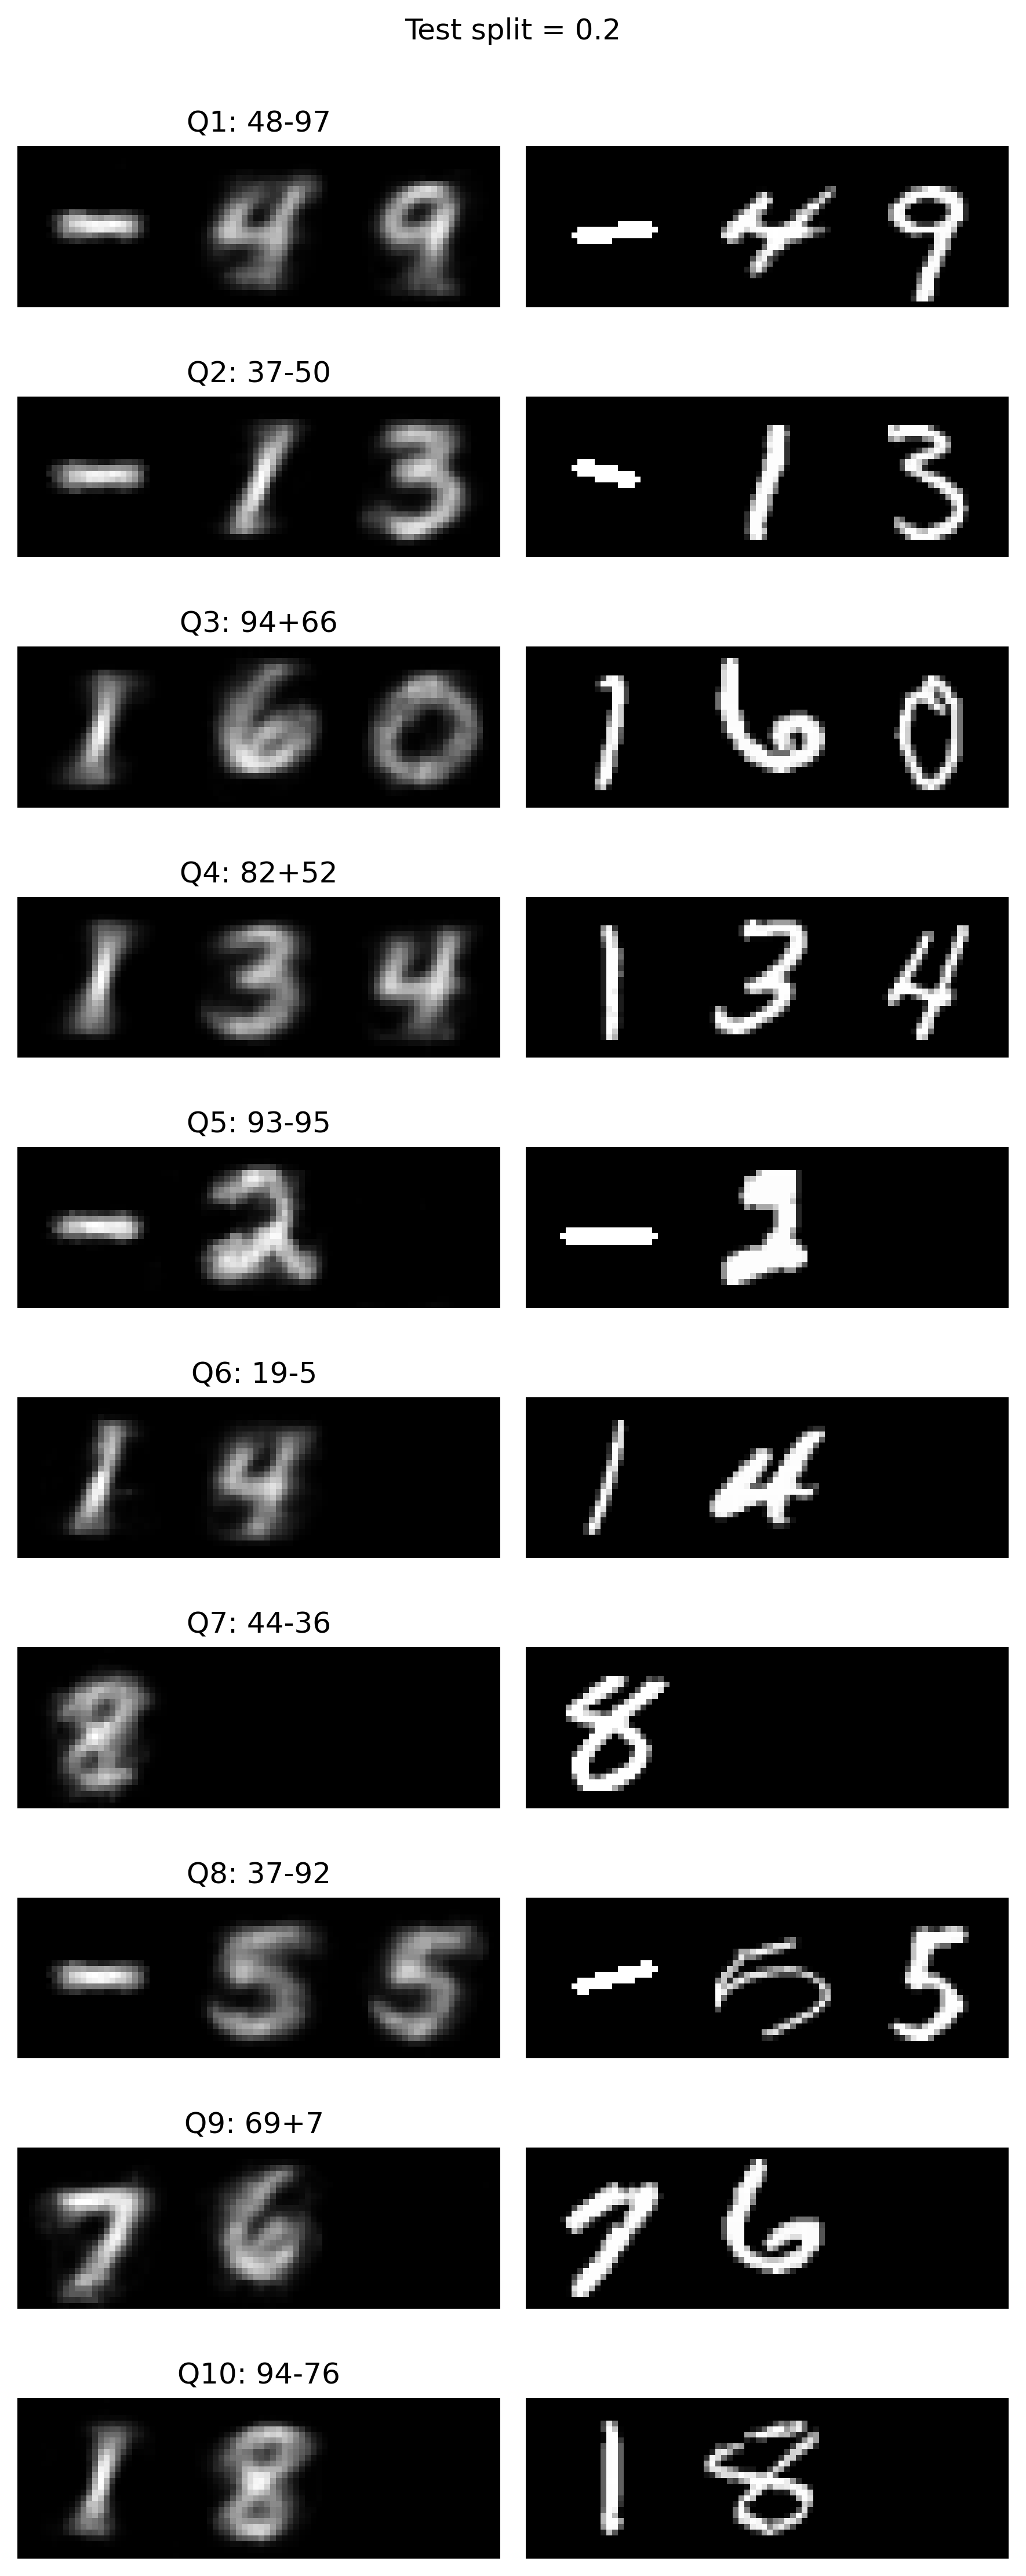 Test split = 0.2
Q1: 48-97
-49 -49
Q2: 37-50
-13 -13
Q3: 94+66
160 160
Q4: 82+52
134 134
Q5: 93-95
-2 -2
Q6: 19-5
14 14
Q7: 44-36
8 8
Q8: 37-92
-55 -55
Q9: 69+7
76 76
Q10: 94-76
18 18